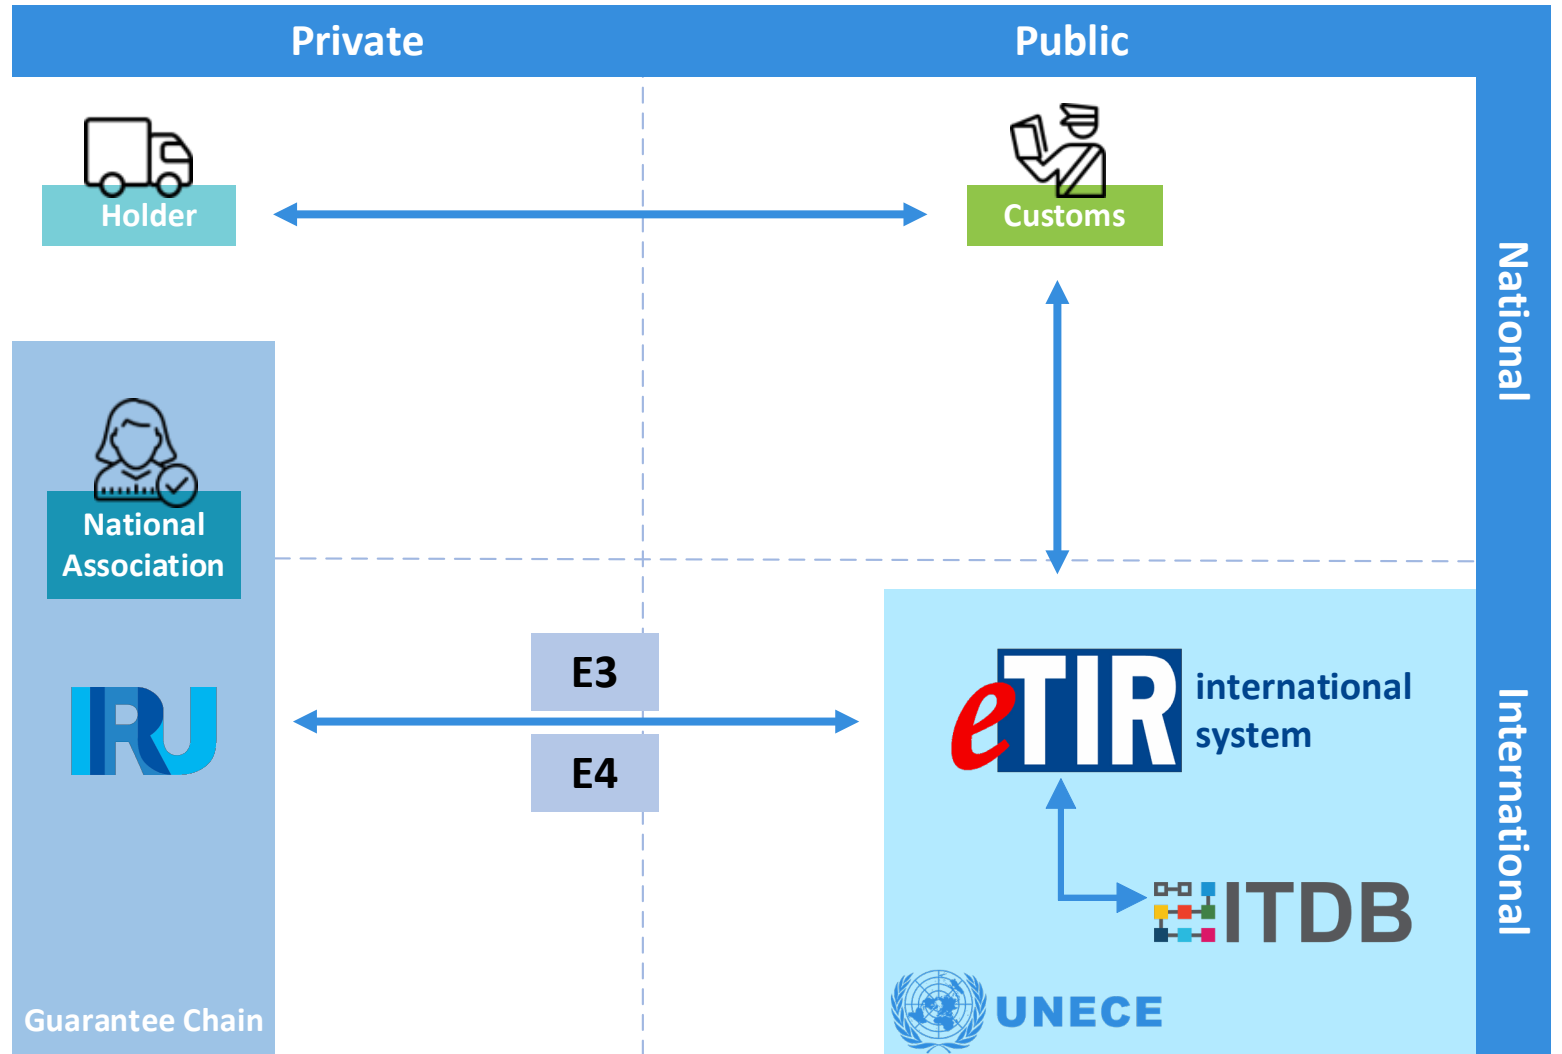 Private
Public
Holder
Customs
National
National
Association
E3
E4
IRU
eTIR
international
system
International
ITDB
Guarantee Chain
UNECE